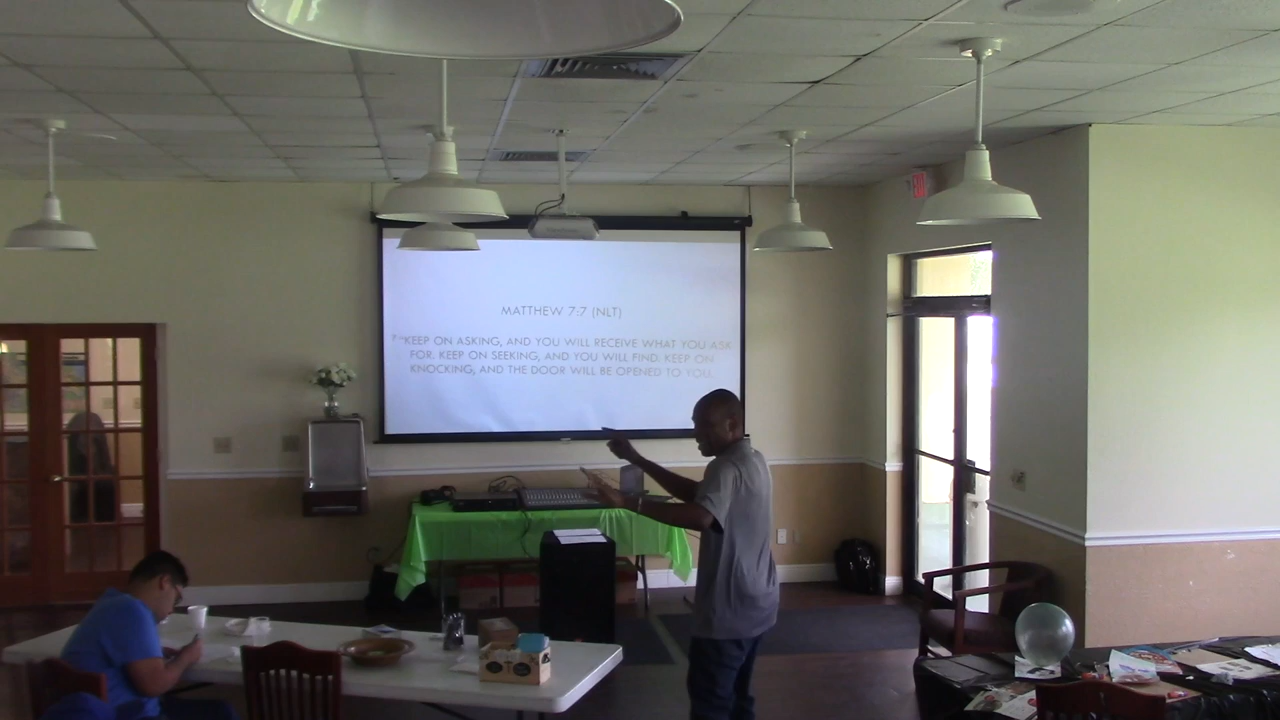 MATTHEW 7:7 (NLT)
7 "KEEP ON ASKING, AND YOU WILL RECEIVE WHAT YOU ASK
FOR. KEEP ON SEEKING, AND YOU WILL FIND. KEEP ON
KNOCKING, AND THE DOOR WILL BE OPENED TO YOU.